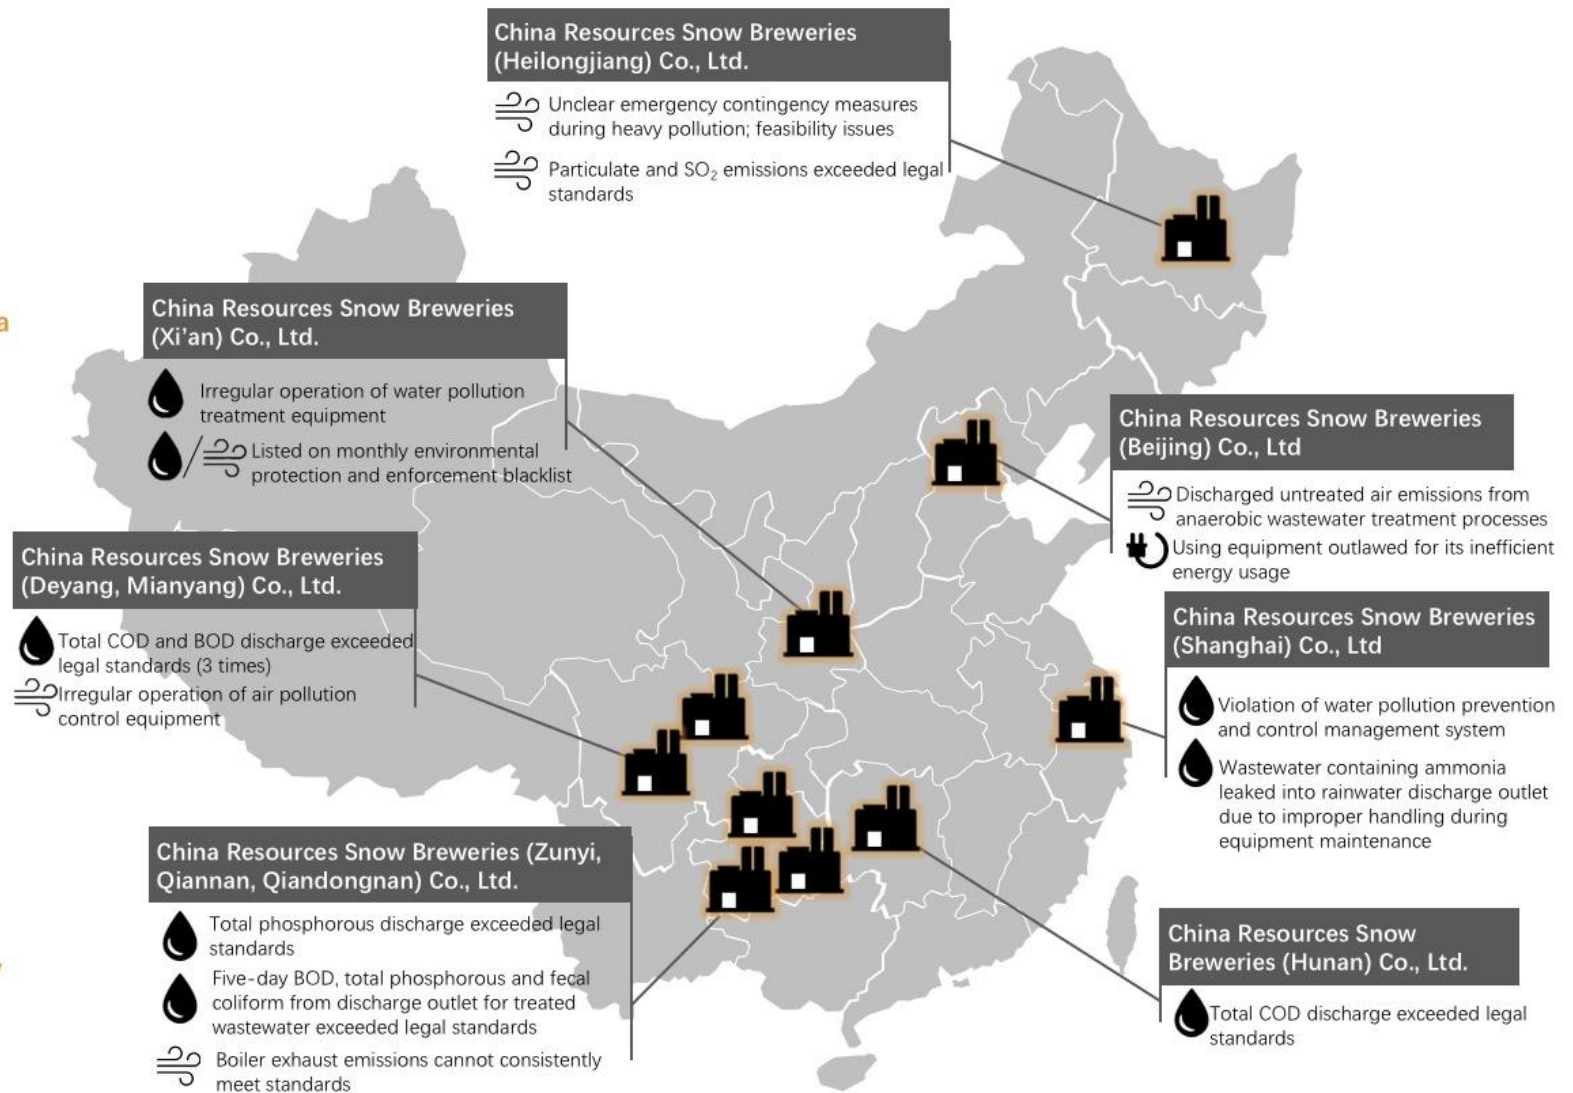 China Resources Snow Breweries
(Heilongjiang) Co., Ltd.
Unclear emergency contingency measures
during heavy pollution; feasibility issues
Particulate and SO₂ emissions exceeded legal
standards
China Resources Snow Breweries
(Xi'an) Co., Ltd.
Irregular operation of water pollution
treatment equipment
Listed on monthly environmental
protection and enforcement blacklist
China Resources Snow Breweries
(Beijing) Co., Ltd
Discharged untreated air emissions from
anaerobic wastewater treatment processes
Using equipment outlawed for its inefficient
energy usage
China Resources Snow Breweries
(Deyang, Mianyang) Co., Ltd.
Total COD and BOD discharge exceeded
legal standards (3 times)
Irregular operation of air pollution
control equipment
China Resources Snow Breweries
(Shanghai) Co., Ltd
Violation of water pollution prevention
and control management system
Wastewater containing ammonia
leaked into rainwater discharge outlet
due to improper handling during
equipment maintenance
China Resources Snow Breweries (Zunyi,
Qiannan, Qiandongnan) Co., Ltd.
Total phosphorous discharge exceeded legal
standards
Five-day BOD, total phosphorous and fecal
coliform from discharge outlet for treated
wastewater exceeded legal standards
Boiler exhaust emissions cannot consistently
meet standards
China Resources Snow
Breweries (Hunan) Co., Ltd.
Total COD discharge exceeded legal
standards